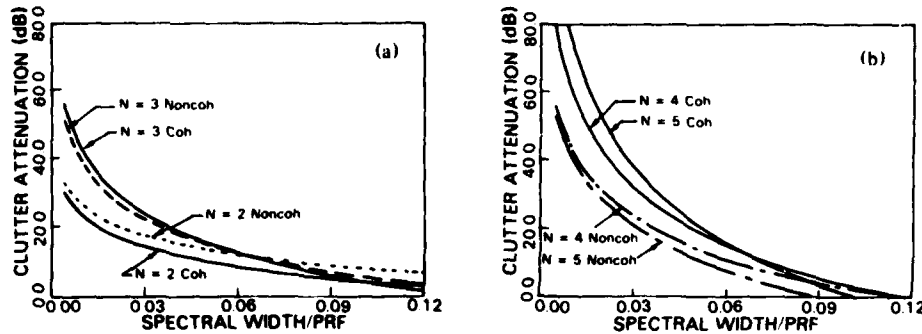 CLUTTER ATTENUATION (dB)
80.0
60.0
40.0
20.0
0.0
(a)
N = 3 Noncoh
N = 3 Coh
N = 2 Noncoh
N = 2 Coh
0.00
0.03
0.06
0.09
0.12
SPECTRAL WIDTH/PRF
CLUTTER ATTENUATION (dB)
80.0
60.0
40.0
20.0
0.0
(b)
N = 4 Coh
N = 5 Coh
N = 4 Noncoh
N = 5 Noncoh
0.00
0.03
0.06
0.09
0.12
SPECTRAL WIDTH/PRF